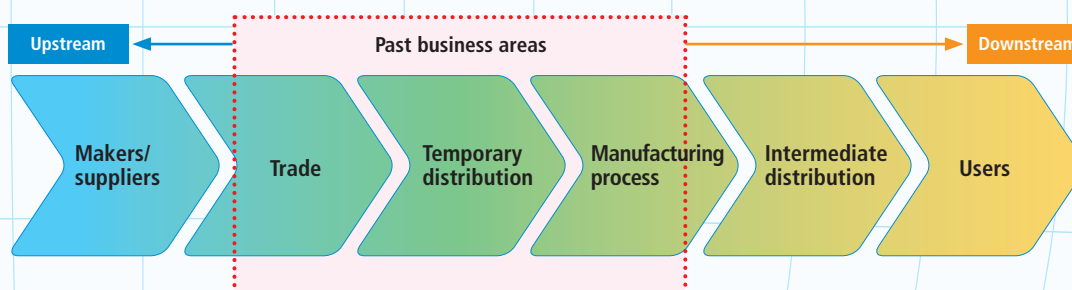 Upstream
Past business areas
Downstream
Makers/
suppliers
Trade
Temporary
distribution
Manufacturing
process
Intermediate
distribution
Users